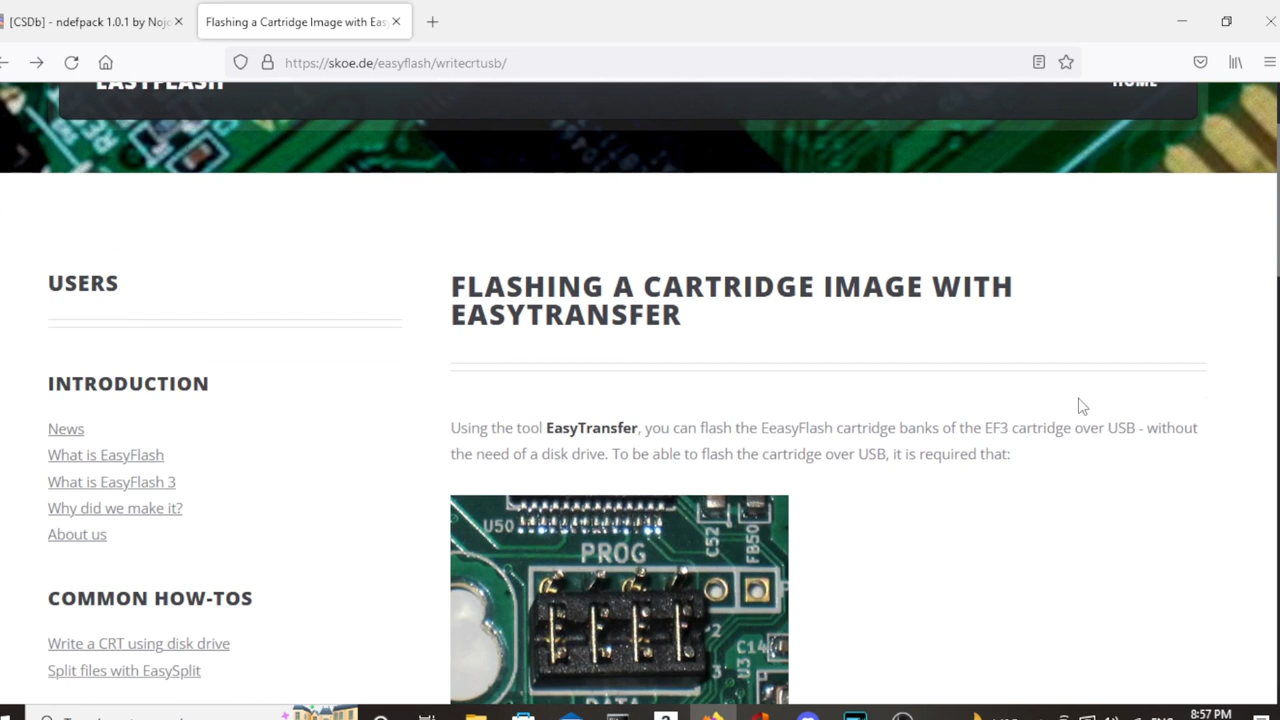 [CSDb] - ndefpack 1.0.1 by Nojo
Flashing a Cartridge Image with Eas
https://skoe.de/easyflash/writecrtusb/
EASYFLASH
HOME
USERS
INTRODUCTION
News
What is EasyFlash
What is EasyFlash 3
Why did we make it?
About us
COMMON HOW-TOS
Write a CRT using disk drive
Split files with EasySplit
FLASHING A CARTRIDGE IMAGE WITH
EASYTRANSFER
Using the tool EasyTransfer, you can flash the EeasyFlash cartridge banks of the EF3 cartridge over USB - without
the need of a disk drive. To be able to flash the cartridge over USB, it is required that:
U50
PROG
C52
FB50
C14
U3
2
3
8:57 PM